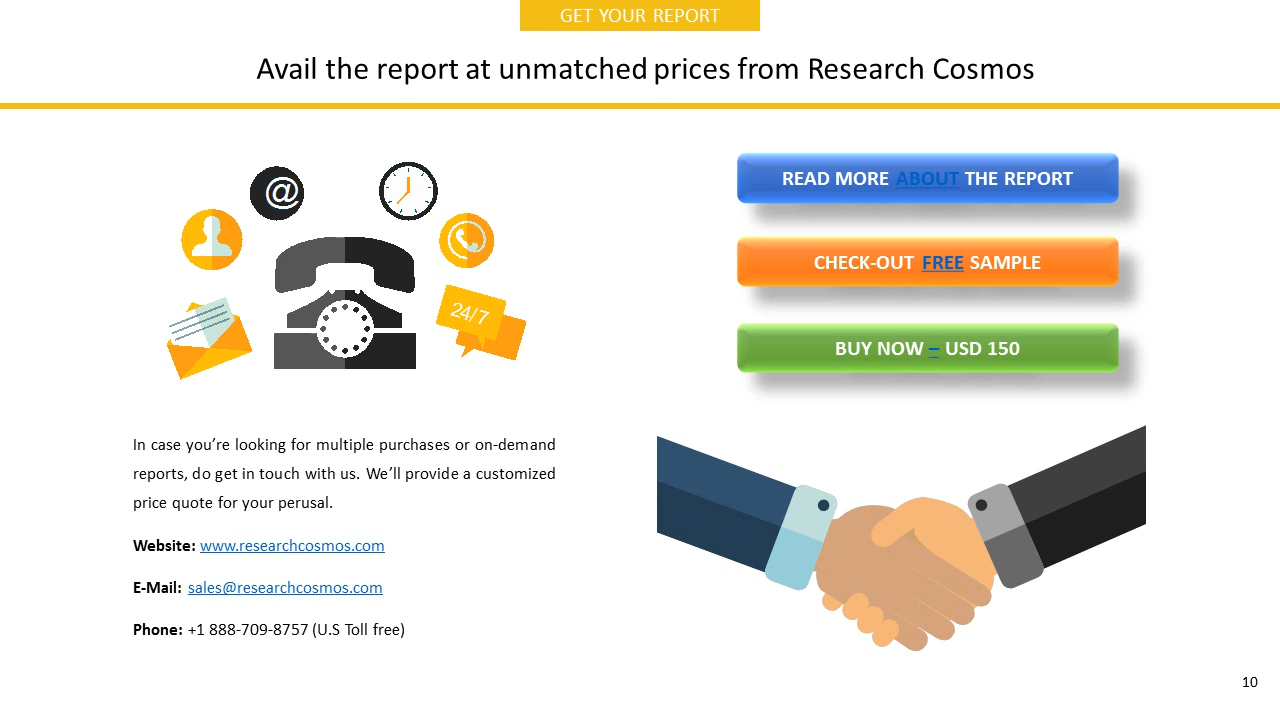 GET YOUR REPORT
Avail the report at unmatched prices from Research Cosmos
@
24/7
READ MORE ABOUT THE REPORT
CHECK-OUT FREE SAMPLE
BUY NOW – USD 150
In case you’re looking for multiple purchases or on-demand
reports, do get in touch with us. We’ll provide a customized
price quote for your perusal.
Website: www.researchcosmos.com
E-Mail: sales@researchcosmos.com
Phone: +1 888-709-8757 (U.S Toll free)
10